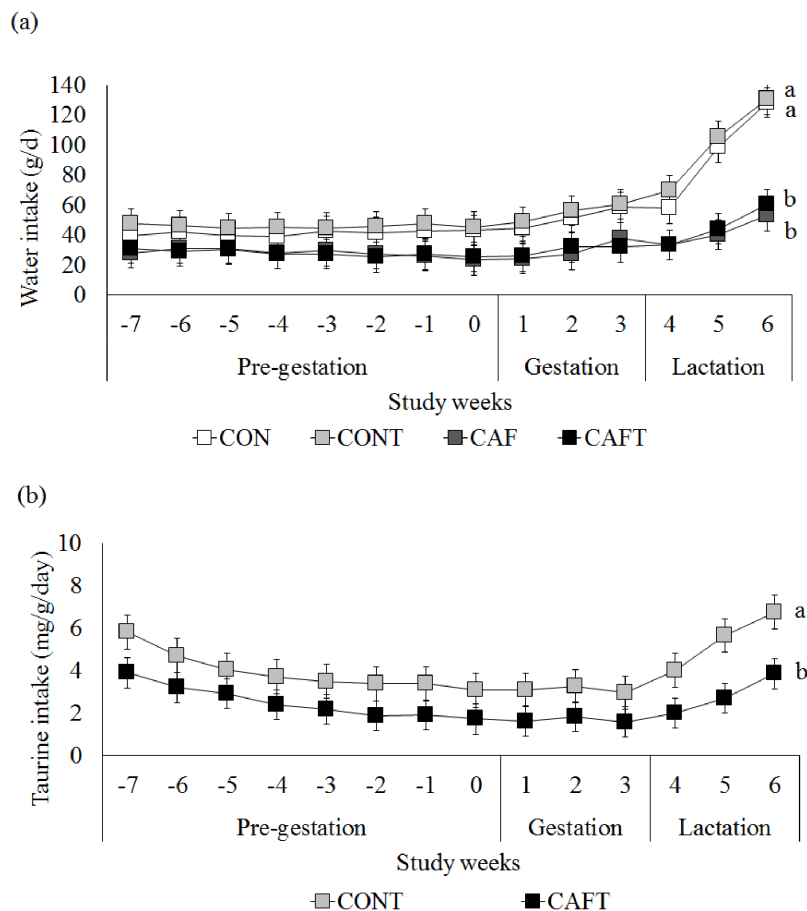 (a)
Water intake (g/d)
140
120
100
80
60
40
20
0
a
a
b
b
-7 -6 -5 -4 -3 -2 -1 0 1 2 3 4 5 6
Pre-gestation Gestation Lactation
Study weeks
CON CONT CAF CAFT
(b)
Taurine intake (mg/g/day)
10
8
6
4
2
0
a
b
-7 -6 -5 -4 -3 -2 -1 0 1 2 3 4 5 6
Pre-gestation Gestation Lactation
Study weeks
CONT CAFT